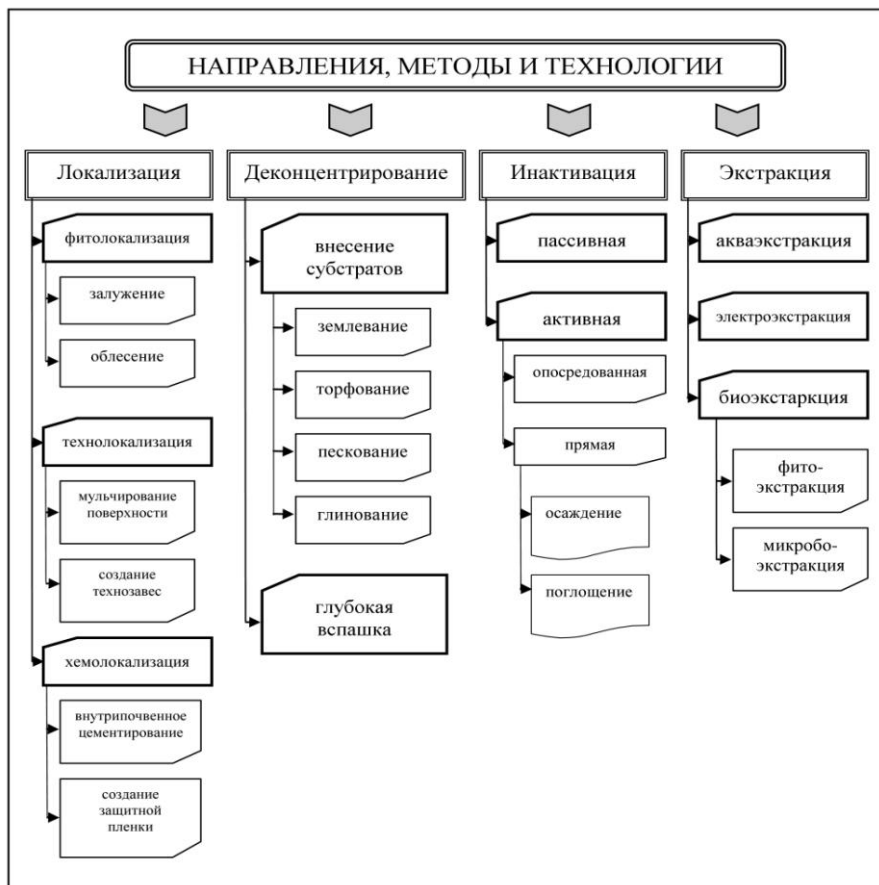 НАПРАВЛЕНИЯ, МЕТОДЫ И ТЕХНОЛОГИИ
Локализация
фитолокализация
залужение
облесение
технолокализация
мульчирование
поверхности
создание
технозавес
хемолокализация
внутрипочвенное
цементирование
создание
защитной
пленки
Деконцентрирование
внесение
субстратов
землевание
торфование
пескование
глинование
глубокая
вспашка
Инактивация
пассивная
активная
опосредованная
прямая
осаждение
поглощение
Экстракция
акваэкстракция
электроэкстракция
биоэкстаркция
фито-
экстракция
микробо-
экстракция